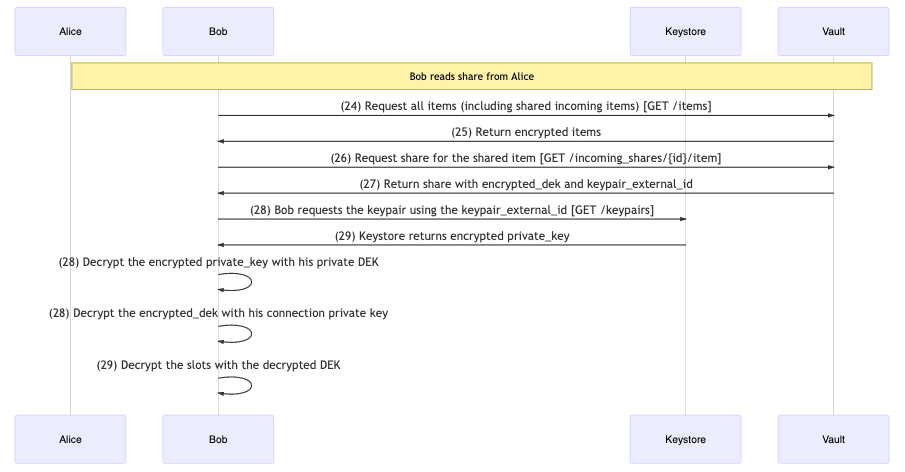 Alice
Bob
Keystore
Vault
Bob reads share from Alice
(24) Request all items (including shared incoming items) [GET /items]
(25) Return encrypted items
(26) Request share for the shared item [GET /incoming_shares/{id}/item]
(27) Return share with encrypted_dek and keypair_external_id
(28) Bob requests the keypair using the keypair_external_id [GET /keypairs]
(29) Keystore returns encrypted private_key
(28) Decrypt the encrypted private_key with his private DEK
(28) Decrypt the encrypted_dek with his connection private key
(29) Decrypt the slots with the decrypted DEK
Alice
Bob
Keystore
Vault